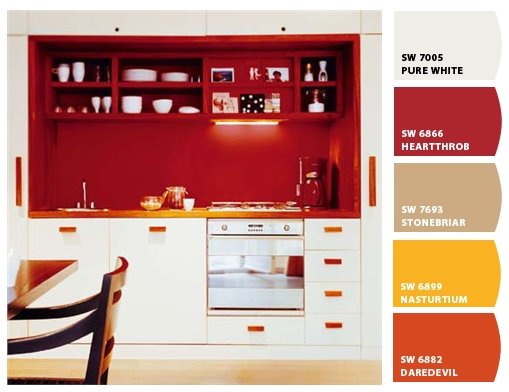 SW 7005
PURE WHITE
SW 6866
HEARTTHROB
SW 7693
STONEBRIAR
SW 6899
NASTURTIUM
SW 6882
DAREDEVIL